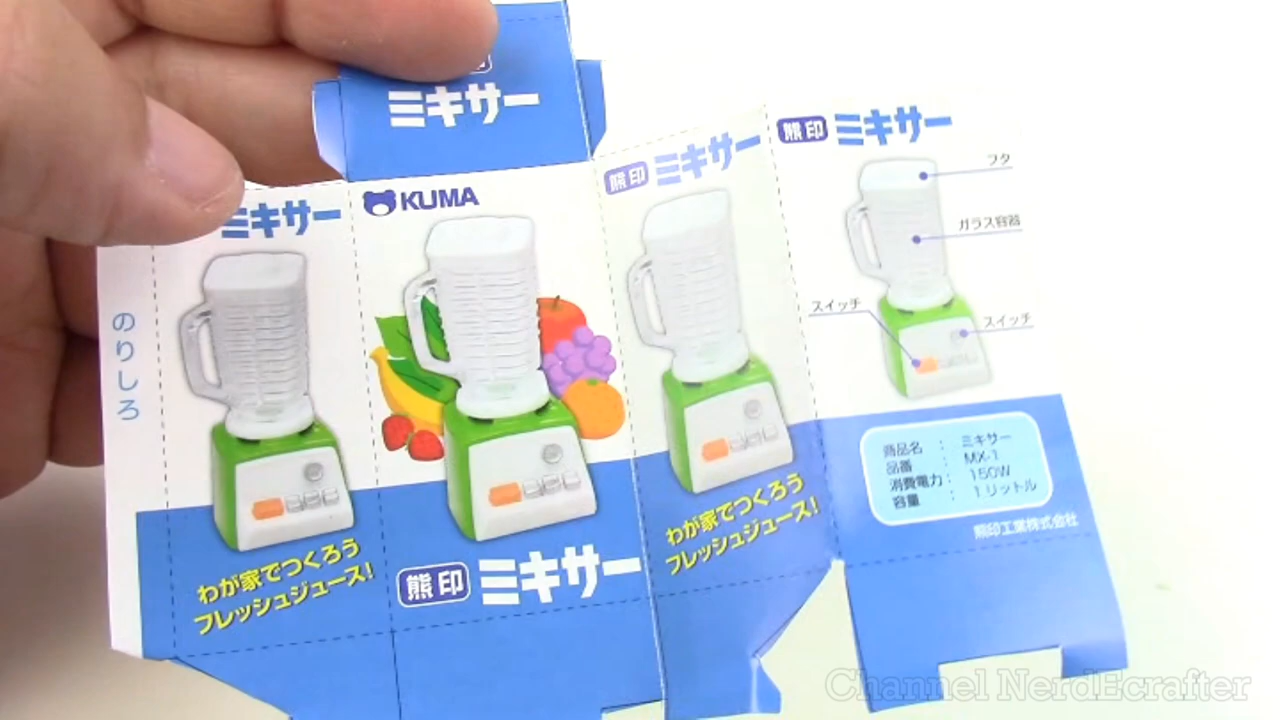 ミキサー
ミキサー
KUMA
熊印 ミキサー
熊印 ミキサー
フタ
ガラス容器
スイッチ
スイッチ
のりしろ
商品名 : ミキサー
品番 : MX-1
消費電力: 150W
容量 : 1リットル
熊印工業株式会社
わが家でつくろう
フレッシュジュース!
熊印 ミキサー
わが家でつくろう
フレッシュジュース!
Channel NerdEcrafter